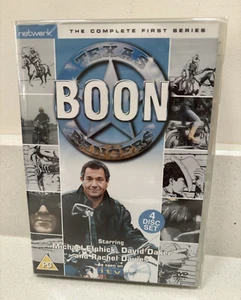 network
THE COMPLETE FIRST SERIES
TEXAS
BOON
RANGERS
4
DISC
SET
Starring
Michael Elphick, David Daker
and Rachel Davies
PG